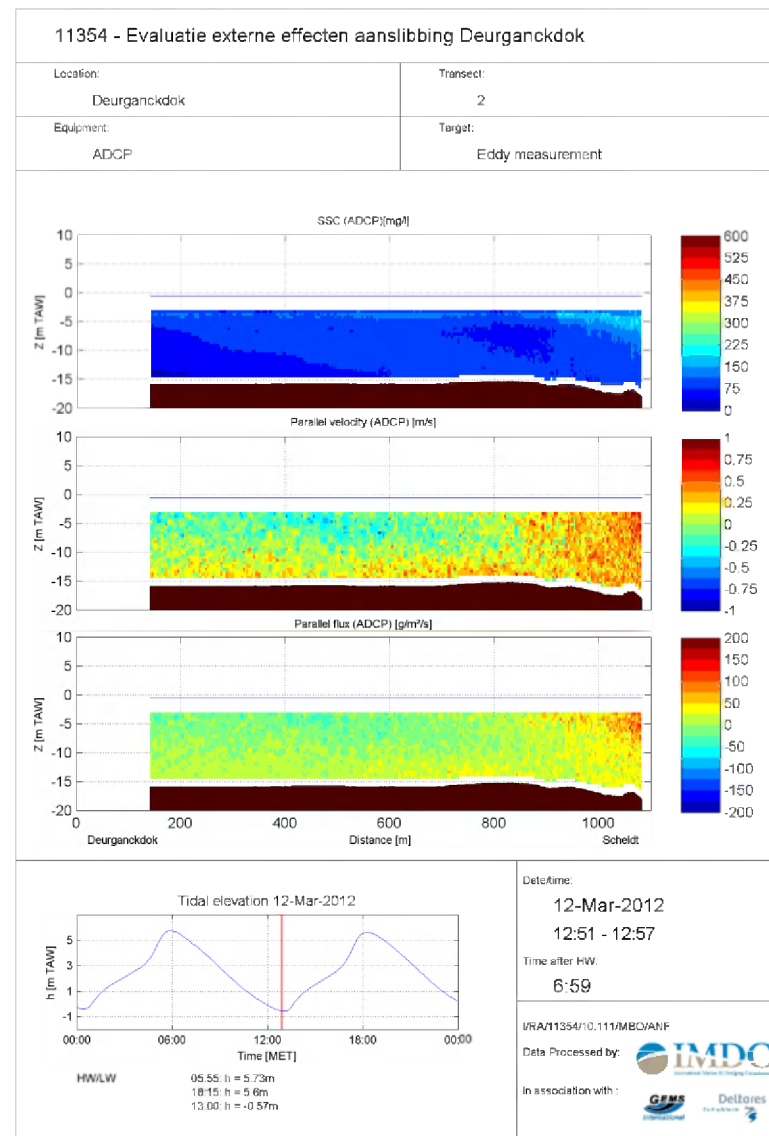 11354 - Evaluatie externe effecten aanslibbing Deurganckdok
Location:
Deurganckdok
Transect:
2
Equipment:
ADCP
Target:
Eddy measurement
SSC (ADCP)[mg/l]
Z [m TAW]
10
5
0
-5
-10
-15
-20
600
525
450
375
300
225
150
75
0
Parallel velocity (ADCP) [m/s]
Z [m TAW]
10
5
0
-5
-10
-15
-20
1
0.75
0.5
0.25
0
-0.25
-0.5
-0.75
-1
Parallel flux (ADCP) [g/m²/s]
Z [m TAW]
10
5
0
-5
-10
-15
-20
200
150
100
50
0
-50
-100
-150
-200
0 200 400 600 800 1000
Deurganckdok Distance [m] Scheldt
Tidal elevation 12-Mar-2012
h [m TAW]
5
3
1
-1
00:00 06:00 12:00 18:00 00:00
Time [MET]
HW/LW
05:55: h = 5.73m
18:15: h = 5.6m
13:00: h = -0.57m
Date/time:
12-Mar-2012
12:51 - 12:57
Time after HW:
6:59
I/RA/11354/10.111/MBO/ANF
Data Processed by:
IMDC
In association with :
GEMS
International
Deltares